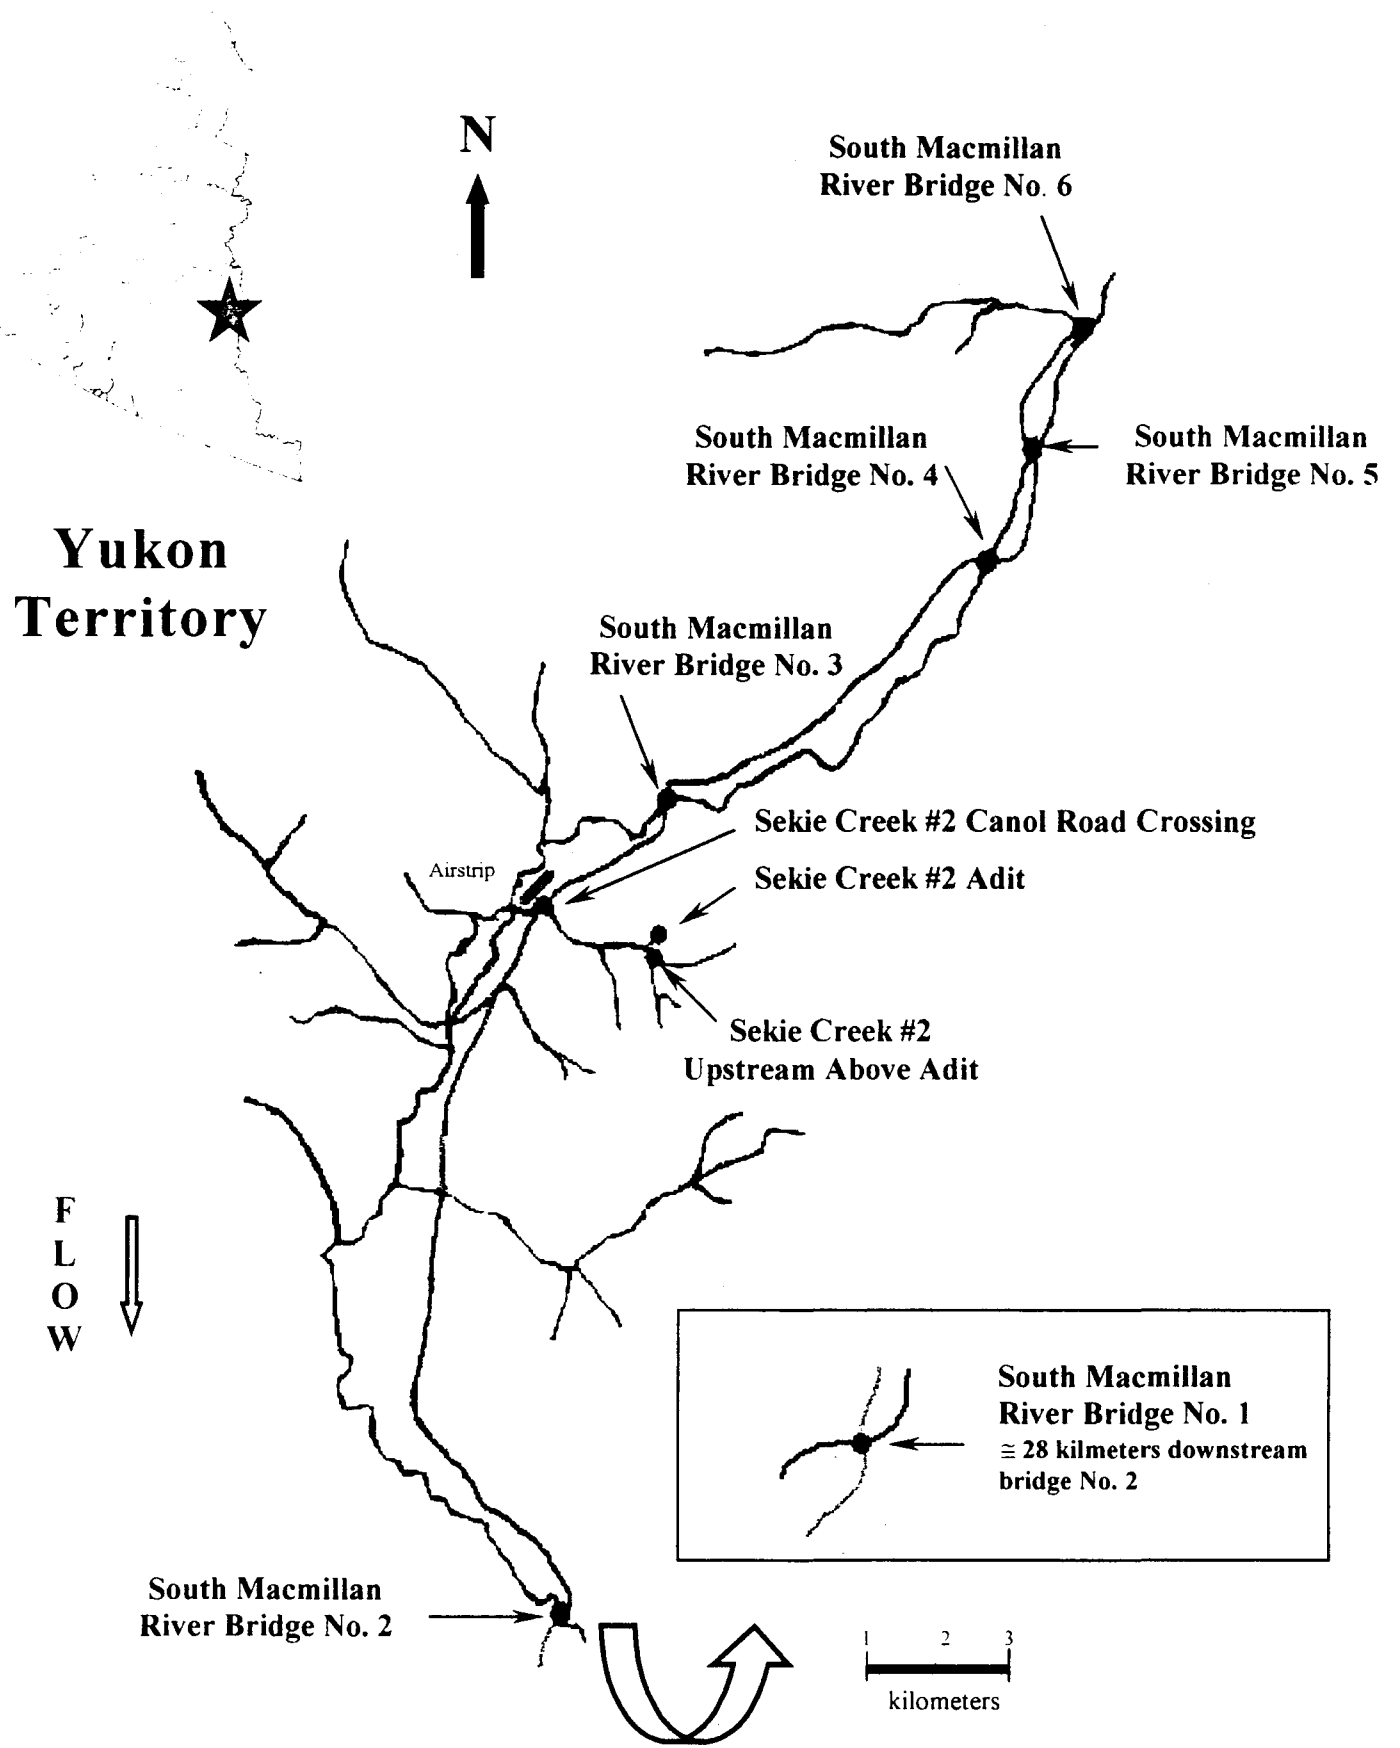 N
South Macmillan
River Bridge No. 6
South Macmillan
River Bridge No. 4
South Macmillan
River Bridge No. 5
Yukon
Territory
South Macmillan
River Bridge No. 3
Sekie Creek #2 Canol Road Crossing
Airstrip
Sekie Creek #2 Adit
Sekie Creek #2
Upstream Above Adit
F
L
O
W
South Macmillan
River Bridge No. 1
≅ 28 kilmeters downstream
bridge No. 2
South Macmillan
River Bridge No. 2
1 2 3
kilometers